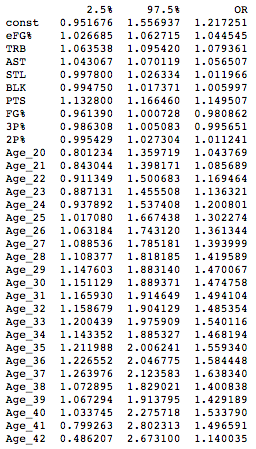 2.5% 97.5% OR
const 0.951676 1.556937 1.217251
eFG% 1.026685 1.062715 1.044545
TRB 1.063538 1.095420 1.079361
AST 1.043067 1.070119 1.056507
STL 0.997800 1.026334 1.011966
BLK 0.994750 1.017371 1.005997
PTS 1.132800 1.166460 1.149507
FG% 0.961390 1.000728 0.980862
3P% 0.986308 1.005083 0.995651
2P% 0.995429 1.027304 1.011241
Age_20 0.801234 1.359719 1.043769
Age_21 0.843044 1.398171 1.085689
Age_22 0.911349 1.500683 1.169464
Age_23 0.887131 1.455508 1.136321
Age_24 0.937892 1.537408 1.200801
Age_25 1.017080 1.667438 1.302274
Age_26 1.063184 1.743120 1.361344
Age_27 1.088536 1.785181 1.393999
Age_28 1.108377 1.818185 1.419589
Age_29 1.147603 1.883140 1.470067
Age_30 1.151129 1.889371 1.474758
Age_31 1.165930 1.914649 1.494104
Age_32 1.158679 1.904129 1.485354
Age_33 1.200439 1.975909 1.540116
Age_34 1.143352 1.885327 1.468194
Age_35 1.211988 2.006241 1.559340
Age_36 1.226552 2.046775 1.584448
Age_37 1.263976 2.123583 1.638340
Age_38 1.072895 1.829021 1.400838
Age_39 1.067294 1.913795 1.429189
Age_40 1.033745 2.275718 1.533790
Age_41 0.799263 2.802313 1.496591
Age_42 0.486207 2.673100 1.140035